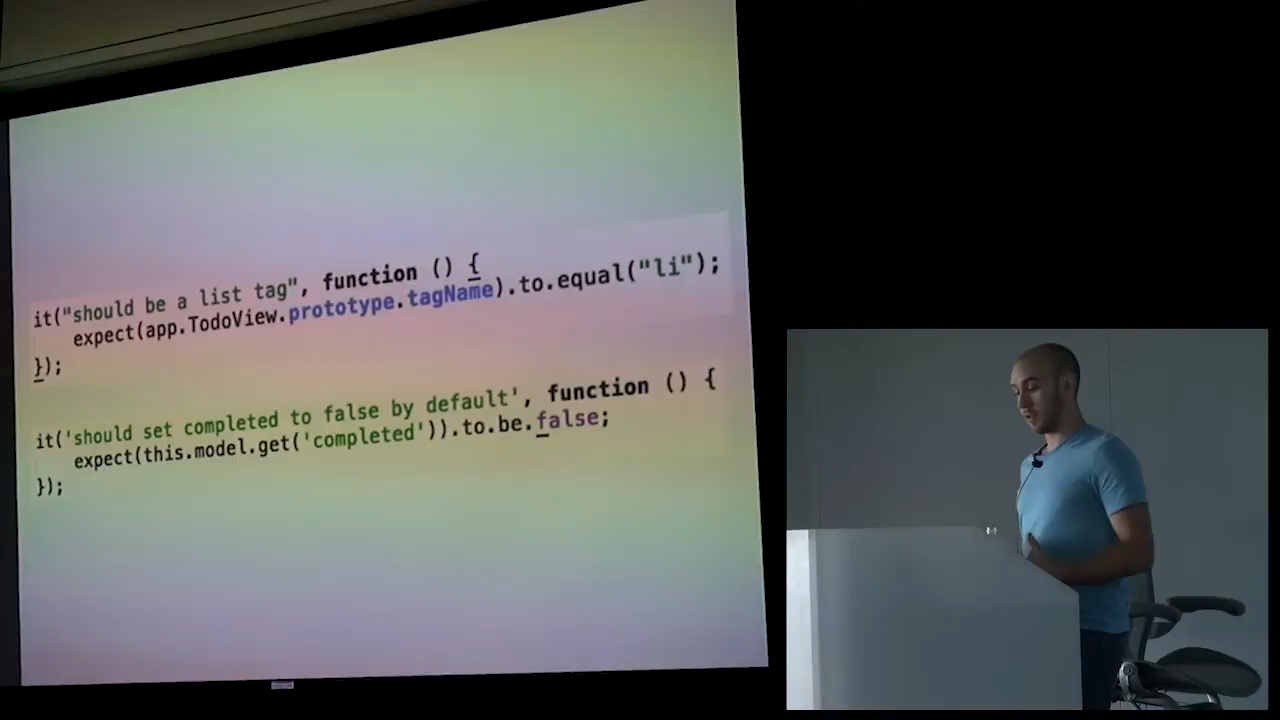 it("should be a list tag", function () {
expect(app.TodoView.prototype.tagName).to.equal("li");
});
it('should set completed to false by default', function () {
expect(this.model.get('completed')).to.be.false;
});